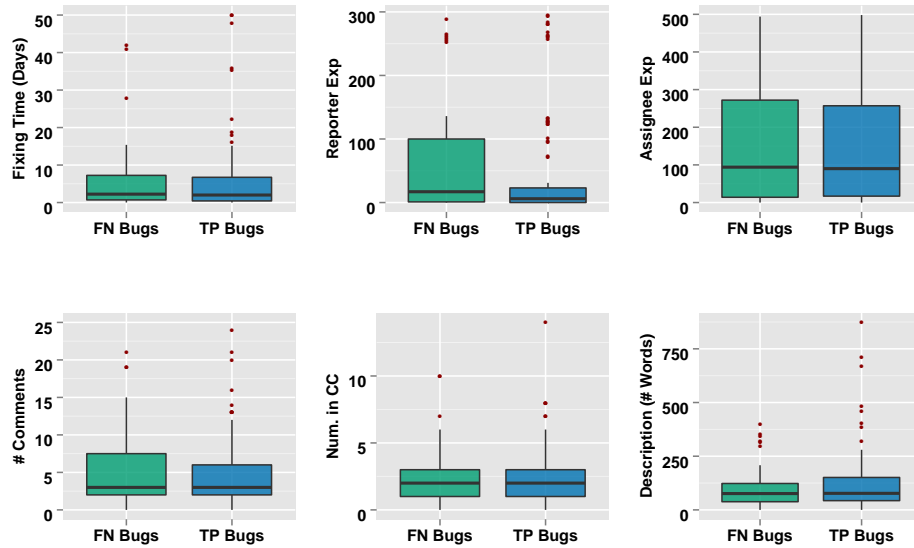 Fixing Time (Days)
50
40
30
20
10
0
FN Bugs TP Bugs
Reporter Exp
300
200
100
0
FN Bugs TP Bugs
Assignee Exp
500
400
300
200
100
0
FN Bugs TP Bugs
# Comments
25
20
15
10
5
0
FN Bugs TP Bugs
Num. in CC
10
5
0
FN Bugs TP Bugs
Description (# Words)
750
500
250
0
FN Bugs TP Bugs